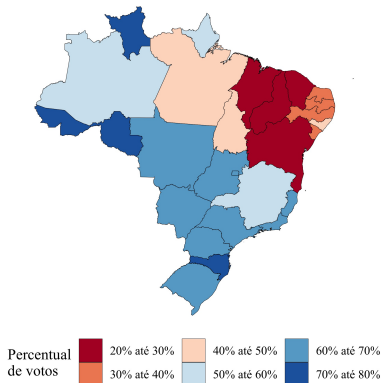 Percentual
de votos
20% até 30%
40% até 50%
60% até 70%
30% até 40%
50% até 60%
70% até 80%